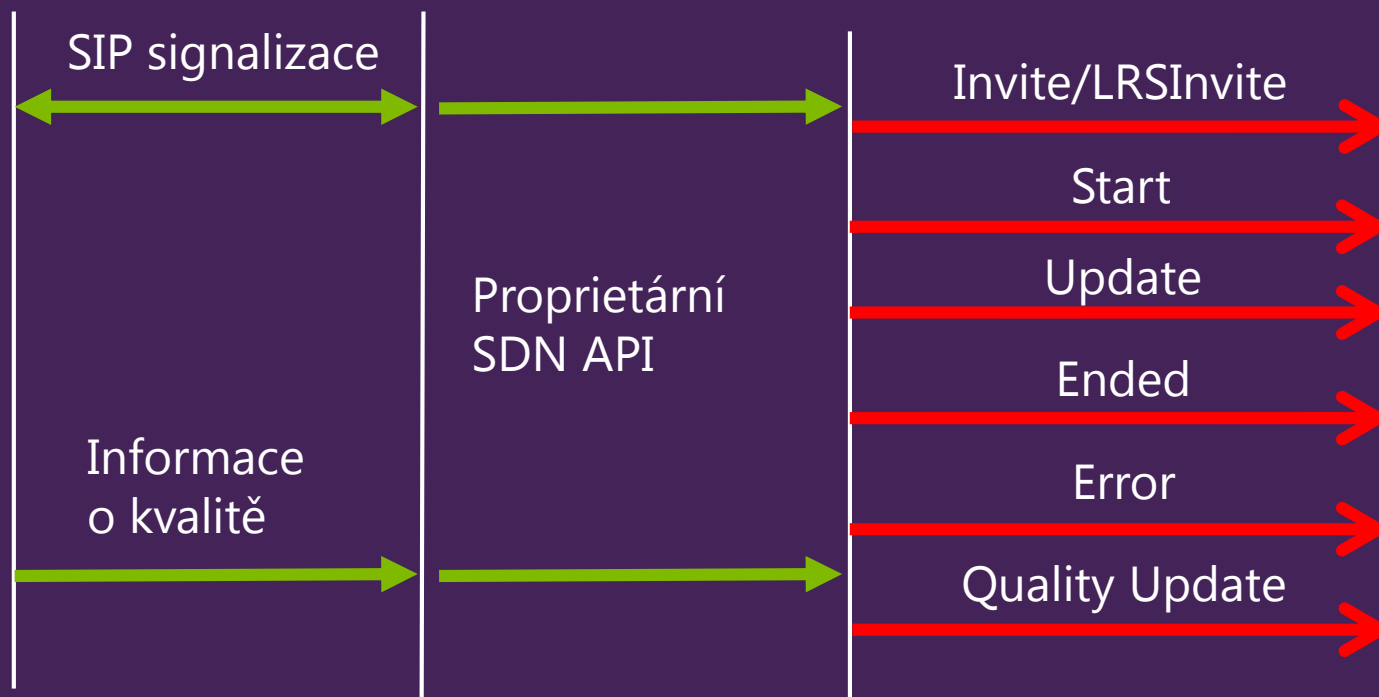 SIP signalizace
Invite/LRSInvite
Start
Update
Proprietární
SDN API
Ended
Informace
o kvalitě
Error
Quality Update